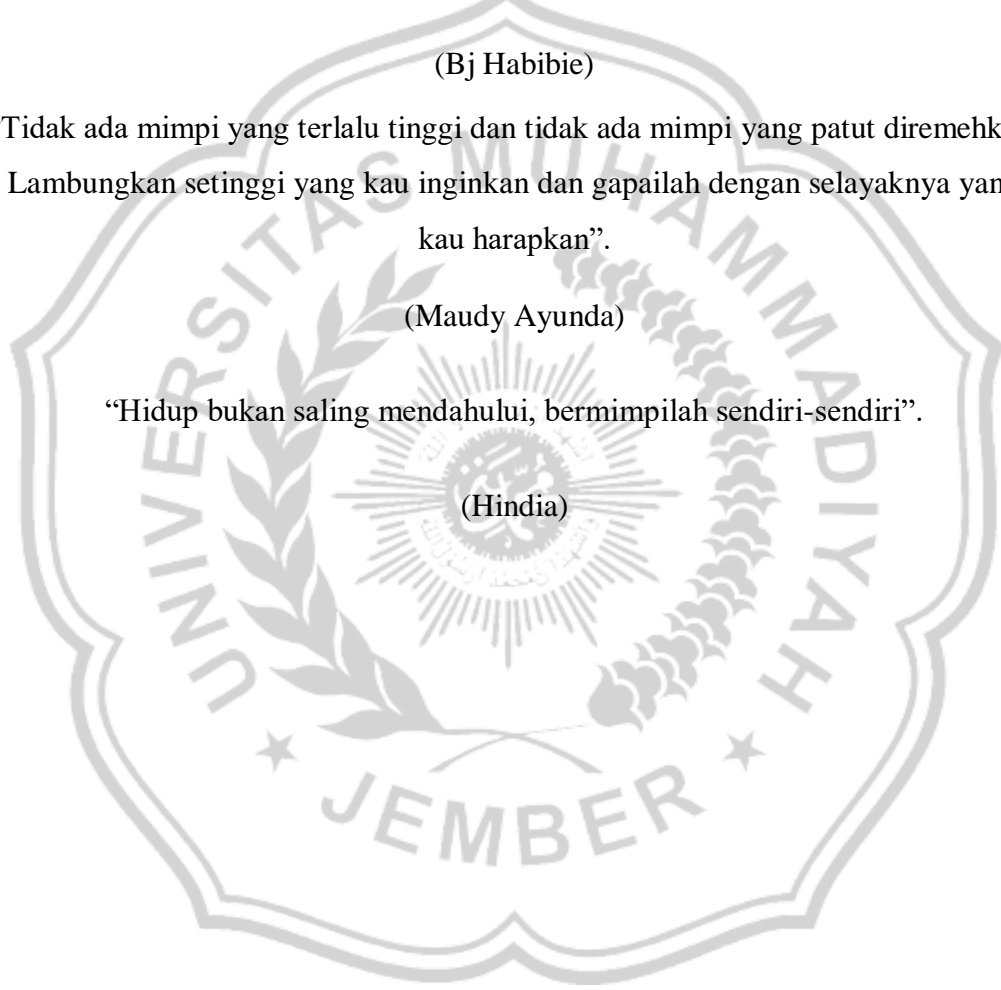 (Bj Habibie)
Tidak ada mimpi yang terlalu tinggi dan tidak ada mimpi yang patut diremehk
Lambungkan setinggi yang kau inginkan dan gapailah dengan selayaknya yan
kau harapkan”.
(Maudy Ayunda)
“Hidup bukan saling mendahului, bermimpilah sendiri-sendiri”.
(Hindia)
UNIVERSITAS MUHAMMADIYAH
JEMBER